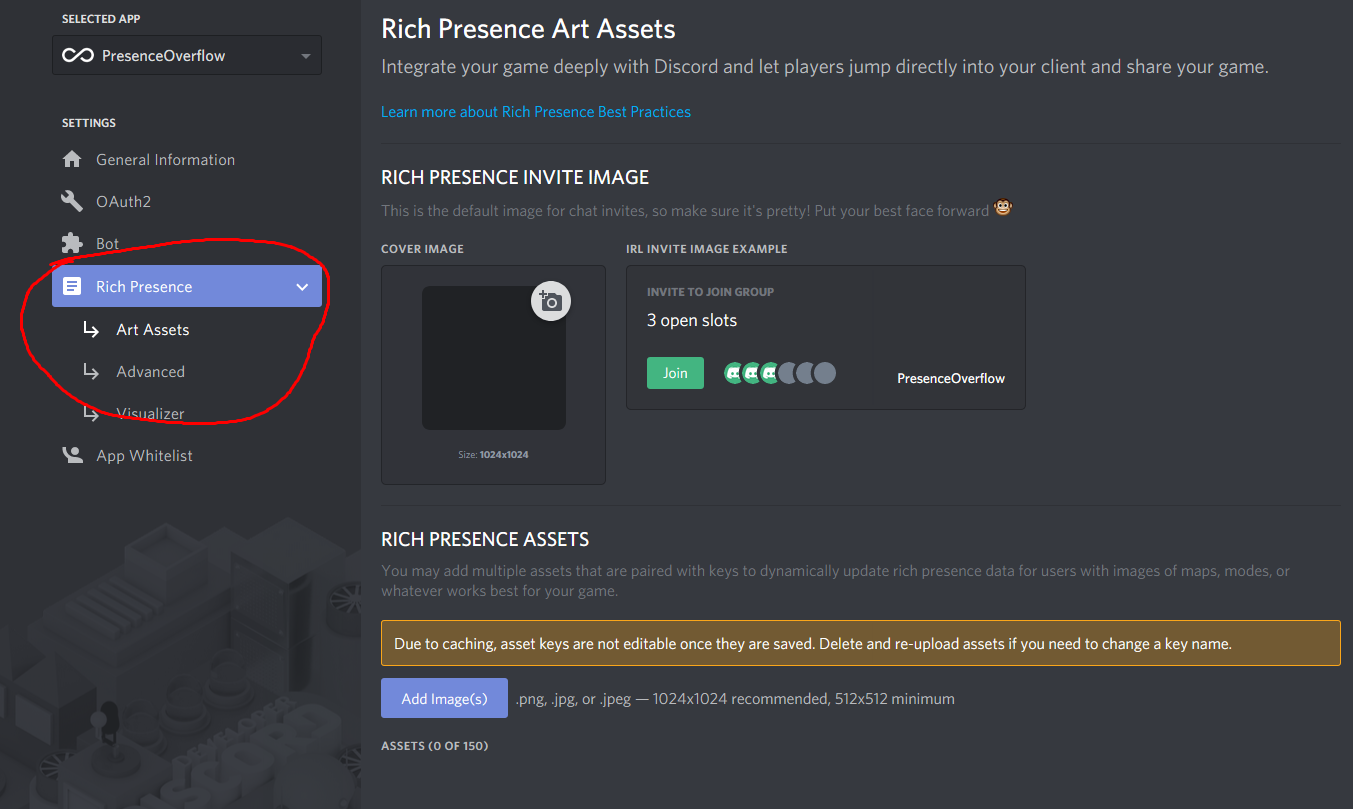 SELECTED APP
PresenceOverflow
SETTINGS
General Information
OAuth2
Bot
Rich Presence
Art Assets
Advanced
Visualizer
App Whitelist
Rich Presence Art Assets
Integrate your game deeply with Discord and let players jump directly into your client and share your game.
Learn more about Rich Presence Best Practices
RICH PRESENCE INVITE IMAGE
This is the default image for chat invites, so make sure it's pretty! Put your best face forward
COVER IMAGE
Size: 1024x1024
IRL INVITE IMAGE EXAMPLE
INVITE TO JOIN GROUP
3 open slots
Join
PresenceOverflow
RICH PRESENCE ASSETS
You may add multiple assets that are paired with keys to dynamically update rich presence data for users with images of maps, modes, or
whatever works best for your game.
Due to caching, asset keys are not editable once they are saved. Delete and re-upload assets if you need to change a key name.
Add Image(s) .png, .jpg, or .jpeg — 1024x1024 recommended, 512x512 minimum
ASSETS (0 OF 150)